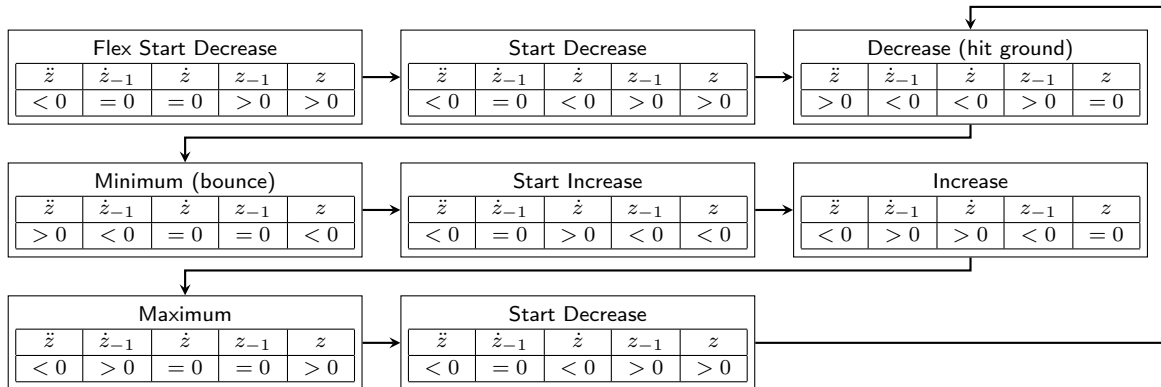 Flex Start Decrease Start Decrease Decrease (hit ground)
z̈ ż₋₁ ż z₋₁ z z̈ ż₋₁ ż z₋₁ z z̈ ż₋₁ ż z₋₁ z
< 0 = 0 = 0 > 0 > 0 < 0 = 0 < 0 > 0 > 0 > 0 < 0 < 0 > 0 = 0
Minimum (bounce) Start Increase Increase
z̈ ż₋₁ ż z₋₁ z z̈ ż₋₁ ż z₋₁ z z̈ ż₋₁ ż z₋₁ z
> 0 < 0 = 0 = 0 < 0 < 0 = 0 > 0 < 0 < 0 < 0 > 0 > 0 < 0 = 0
Maximum Start Decrease
z̈ ż₋₁ ż z₋₁ z z̈ ż₋₁ ż z₋₁ z
< 0 > 0 = 0 = 0 > 0 < 0 = 0 < 0 > 0 > 0